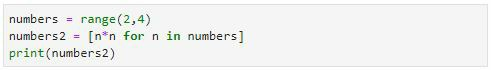 numbers = range(2,4)
numbers2 = [n*n for n in numbers]
print(numbers2)